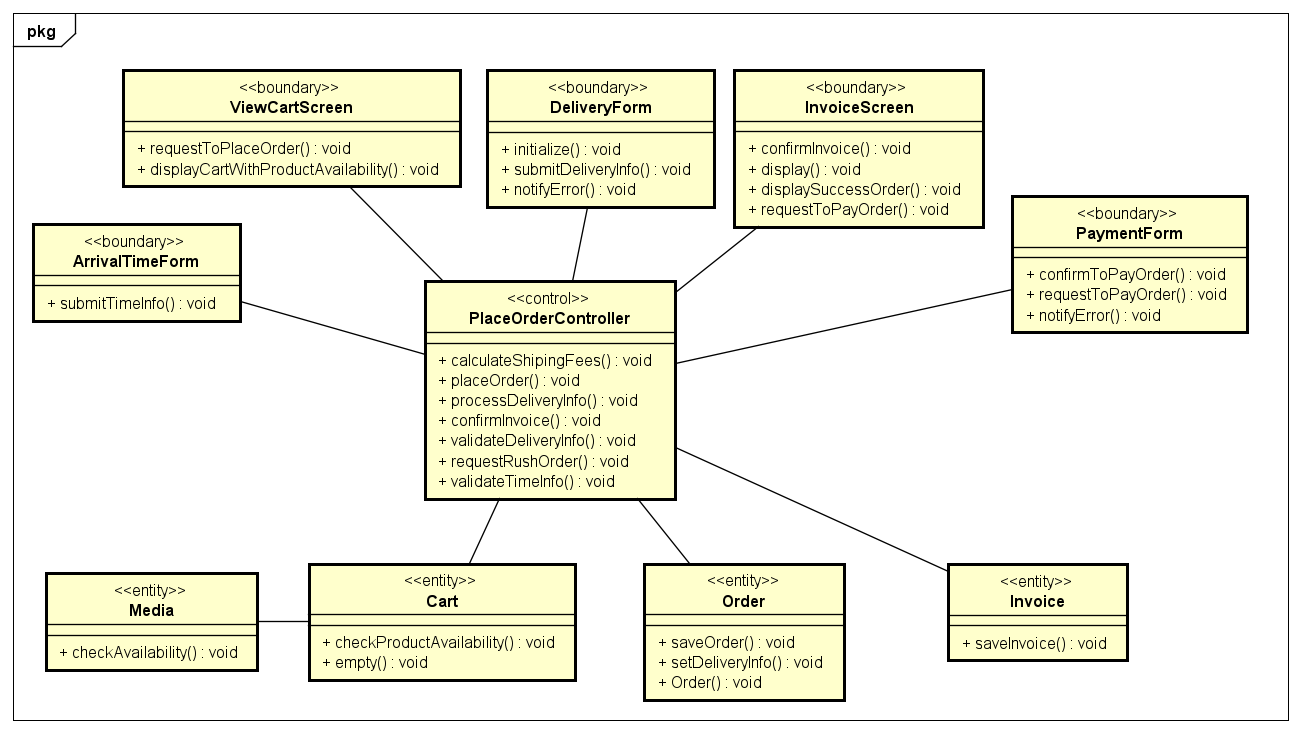 pkg
<<boundary>>
ViewCartScreen
+ requestToPlaceOrder() : void
+ displayCartWithProductAvailability() : void
<<boundary>>
DeliveryForm
+ initialize() : void
+ submitDeliveryInfo() : void
+ notifyError() : void
<<boundary>>
InvoiceScreen
+ confirmInvoice() : void
+ display() : void
+ displaySuccessOrder() : void
+ requestToPayOrder() : void
<<boundary>>
PaymentForm
+ confirmToPayOrder() : void
+ requestToPayOrder() : void
+ notifyError() : void
<<boundary>>
ArrivalTimeForm
+ submitTimeInfo() : void
<<control>>
PlaceOrderController
+ calculateShipingFees() : void
+ placeOrder() : void
+ processDeliveryInfo() : void
+ confirmInvoice() : void
+ validateDeliveryInfo() : void
+ requestRushOrder() : void
+ validateTimeInfo() : void
<<entity>>
Media
+ checkAvailability() : void
<<entity>>
Cart
+ checkProductAvailability() : void
+ empty() : void
<<entity>>
Order
+ saveOrder() : void
+ setDeliveryInfo() : void
+ Order() : void
<<entity>>
Invoice
+ saveInvoice() : void